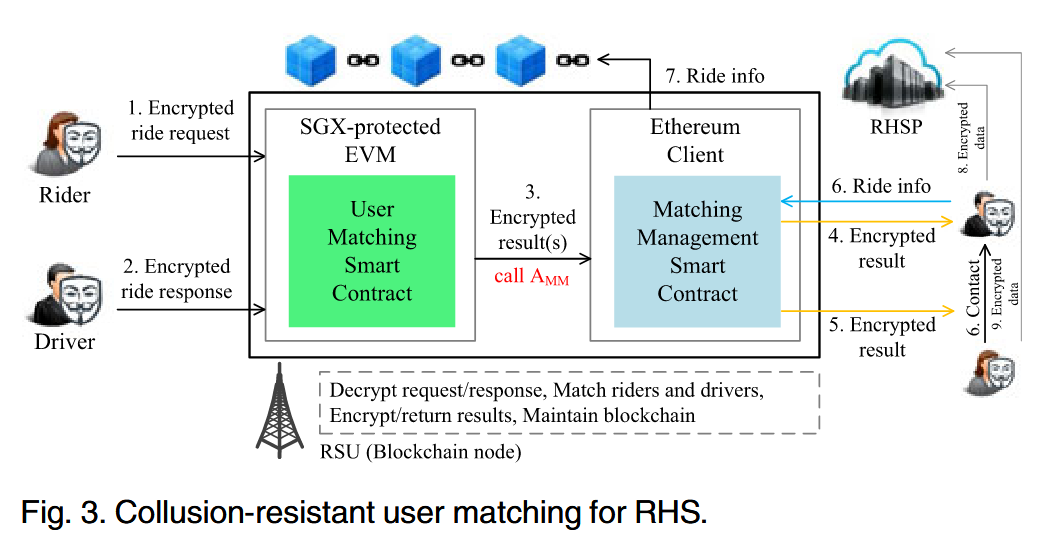 7. Ride info
1. Encrypted
ride request
Rider
2. Encrypted
ride response
Driver
SGX-protected
EVM
User
Matching
Smart
Contract
3.
Encrypted
result(s)
call A_MM
Ethereum
Client
Matching
Management
Smart
Contract
RHSP
8. Encrypted
data
6. Ride info
4. Encrypted
result
5. Encrypted
result
6. Contact
9. Encrypted
data
Decrypt request/response, Match riders and drivers,
Encrypt/return results, Maintain blockchain
RSU (Blockchain node)
Fig. 3. Collusion-resistant user matching for RHS.